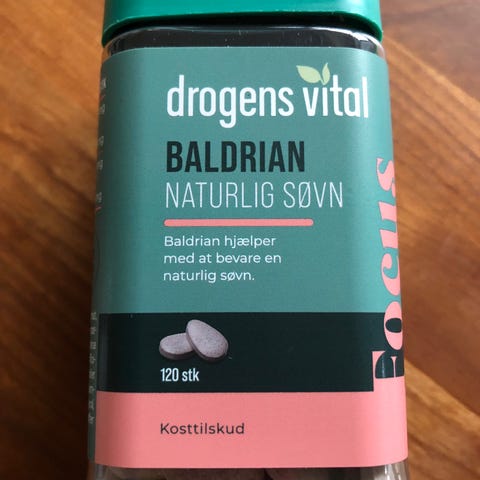 drogens vital
BALDRIAN
NATURLIG SØVN
Baldrian hjælper
med at bevare en
naturlig søvn.
Focus
120 stk
Kosttilskud